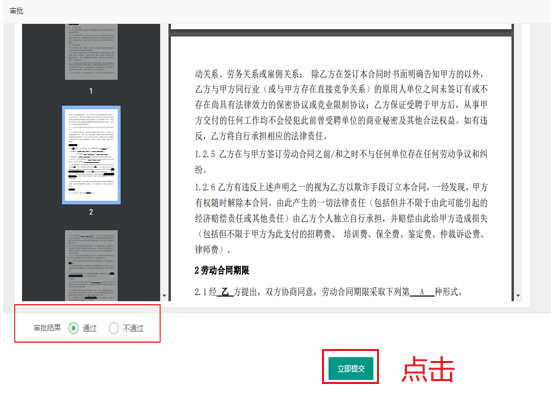 审批
1
2
动关系、劳务关系或雇佣关系； 除乙方在签订本合同时书面明确告知甲方的以外，
乙方与甲方同行业（或与甲方存在直接竞争关系）的原用人单位之间未签订有或不
存在尚具有法律效力的保密协议或竞业限制协议；乙方保证受聘于甲方后，从事甲
方交付的任何工作均不会侵犯此前曾受聘单位的商业秘密及其他合法权益。如有违
反，乙方将自行承担相应的法律责任。
1.2.5 乙方在与甲方签订劳动合同之前/和之时不与任何单位存在任何劳动争议和纠
纷。
1.2.6 乙方有违反上述声明之一的视为乙方以欺诈手段订立本合同，一经发现，甲方
有权随时解除本合同。由此产生的一切法律责任（包括但并不限于由此可能引起的
经济赔偿责任或其他责任）由乙方个人独立自行承担，并赔偿由此给甲方造成损失
（包括但不限于甲方为此支付的招聘费、 培训费、保全费、鉴定费、仲裁诉讼费、
律师费）。
2 劳动合同期限
2.1 经 乙 方提出，双方协商同意，劳动合同期限采取下列第 A 种形式。
审批结果 通过 不通过
立即提交 点击